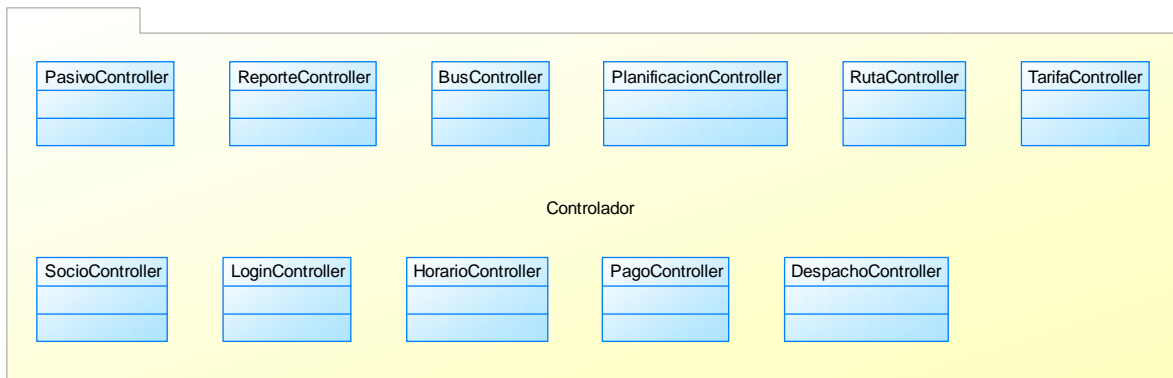 PasivoController
ReporteController
BusController
PlanificacionController
RutaController
TarifaController
Controlador
SocioController
LoginController
HorarioController
PagoController
DespachoController